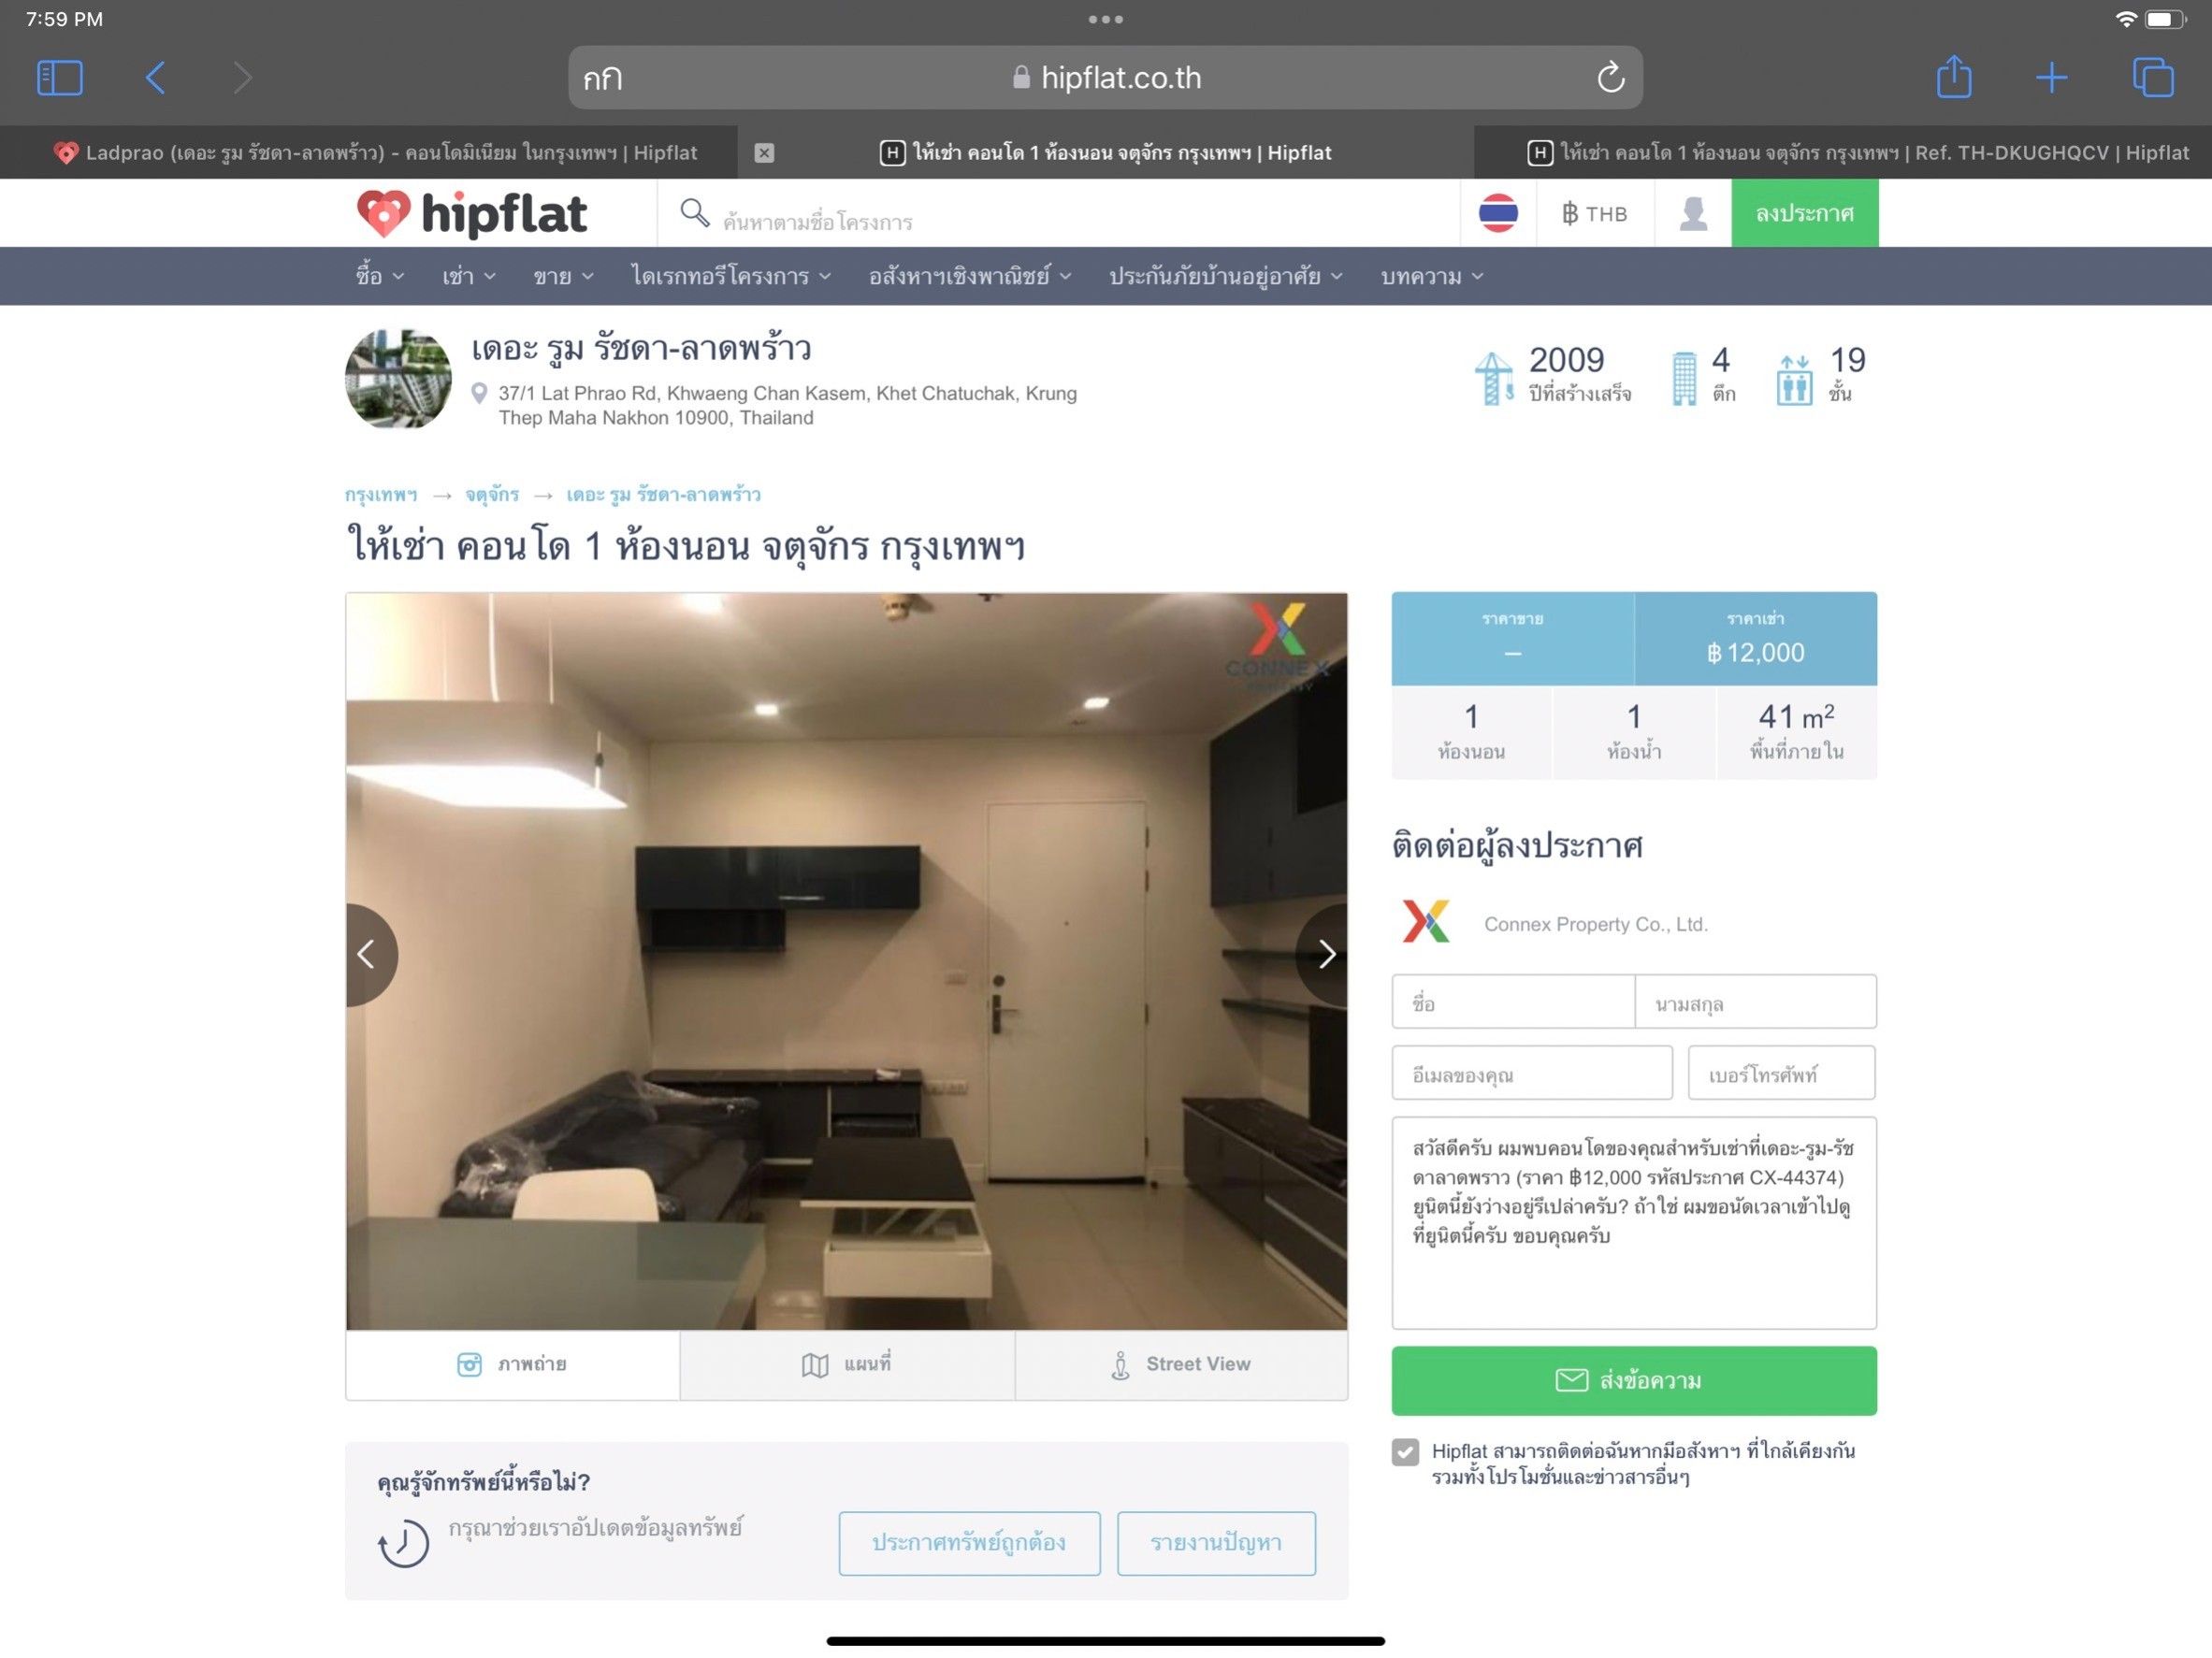 7:59 PM
กก
hipflat.co.th
Ladprao (เดอะ รูม รัชดา-ลาดพร้าว) - คอนโดมิเนียม ในกรุงเทพฯ | Hipflat
H ให้เช่า คอนโด 1 ห้องนอน จตุจักร กรุงเทพฯ | Hipflat
H ให้เช่า คอนโด 1 ห้องนอน จตุจักร กรุงเทพฯ | Ref. TH-DKUGHQCV | Hipflat
hipflat
ค้นหาตามชื่อโครงการ
฿ THB
ลงประกาศ
ซื้อ เช่า ขาย ไดเรกทอรีโครงการ อสังหาฯเชิงพาณิชย์ ประกันภัยบ้านอยู่อาศัย บทความ
เดอะ รูม รัชดา-ลาดพร้าว
37/1 Lat Phrao Rd, Khwaeng Chan Kasem, Khet Chatuchak, Krung
Thep Maha Nakhon 10900, Thailand
2009
ปีที่สร้างเสร็จ
4
ตึก
19
ชั้น
กรุงเทพฯ → จตุจักร → เดอะ รูม รัชดา-ลาดพร้าว
ให้เช่า คอนโด 1 ห้องนอน จตุจักร กรุงเทพฯ
CONNEX
PROPERTY
ภาพถ่าย
แผนที่
Street View
ราคาขาย
–
ราคาเช่า
฿ 12,000
1
ห้องนอน
1
ห้องน้ำ
41 m²
พื้นที่ภายใน
ติดต่อผู้ลงประกาศ
Connex Property Co., Ltd.
ชื่อ
นามสกุล
อีเมลของคุณ
เบอร์โทรศัพท์
สวัสดีครับ ผมพบคอนโดของคุณสำหรับเช่าที่เดอะ-รูม-รัช
ดาลาดพราว (ราคา ฿12,000 รหัสประกาศ CX-44374)
ยูนิตนี้ยังว่างอยู่รึเปล่าครับ? ถ้าใช่ ผมขอนัดเวลาเข้าไปดู
ที่ยูนิตนี้ครับ ขอบคุณครับ
ส่งข้อความ
Hipflat สามารถติดต่อฉันหากมีอสังหาฯ ที่ใกล้เคียงกัน
รวมทั้งโปรโมชั่นและข่าวสารอื่นๆ
คุณรู้จักทรัพย์นี้หรือไม่?
กรุณาช่วยเราอัปเดตข้อมูลทรัพย์
ประกาศทรัพย์ถูกต้อง
รายงานปัญหา